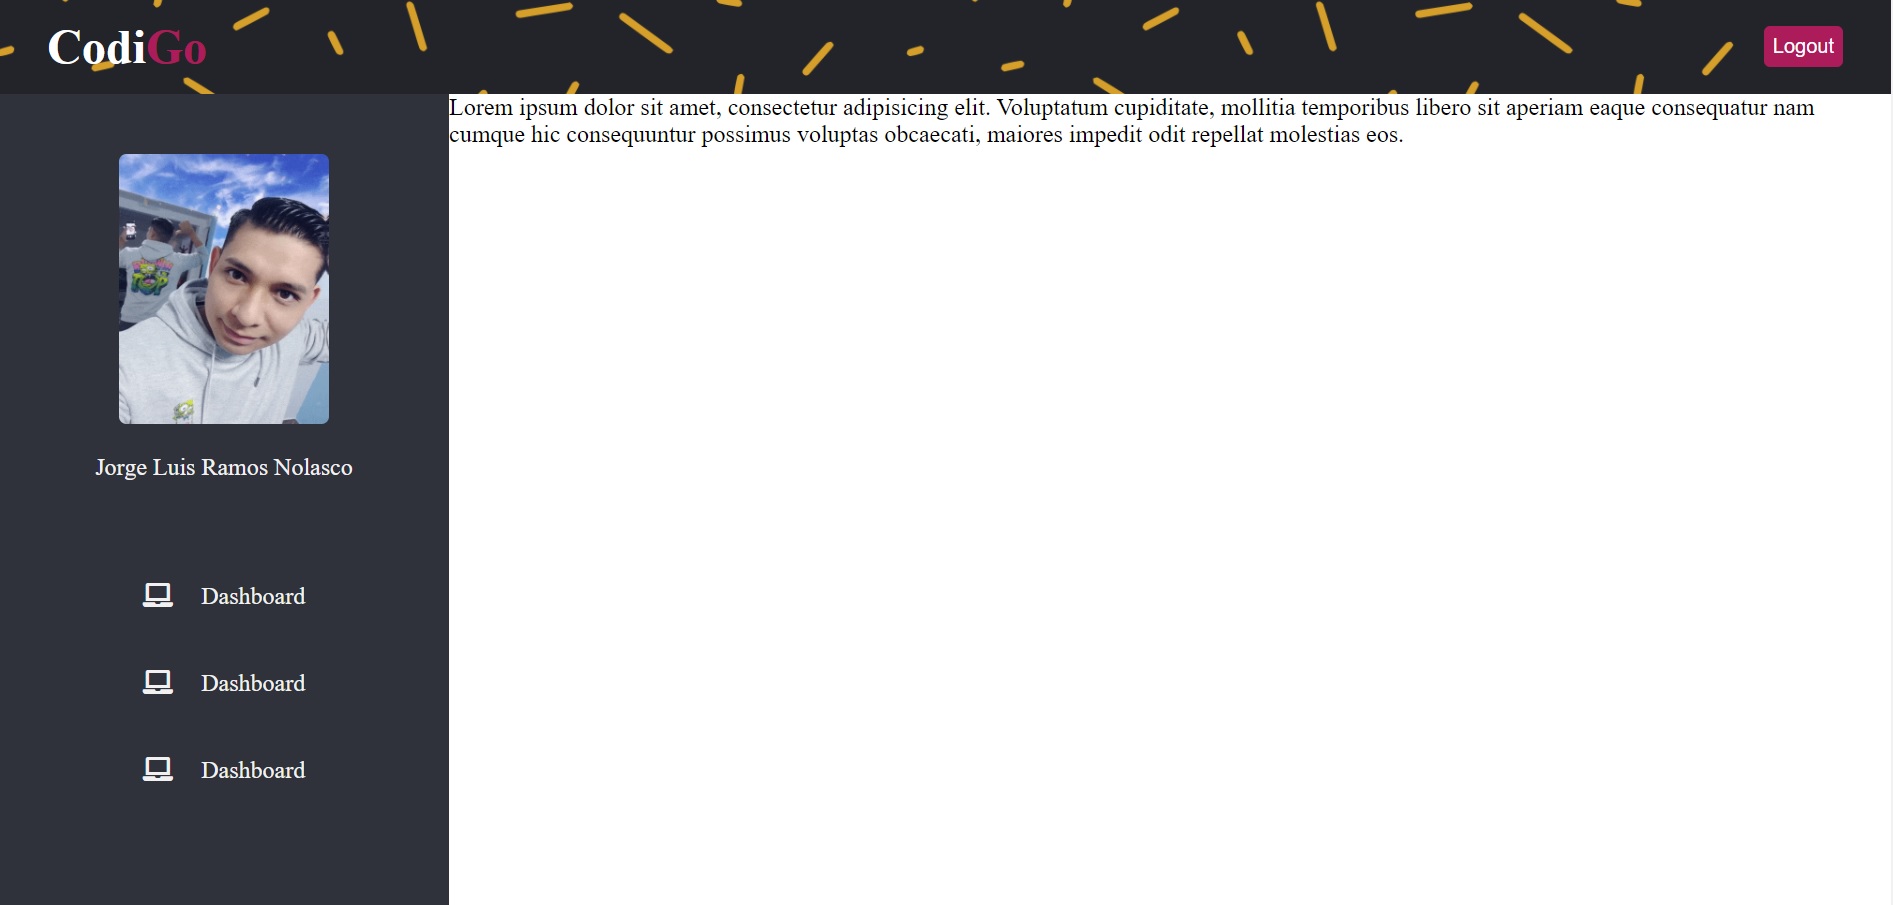 CodiGo
Logout
Lorem ipsum dolor sit amet, consectetur adipisicing elit. Voluptatum cupiditate, mollitia temporibus libero sit aperiam eaque consequatur nam
cumque hic consequuntur possimus voluptas obcaecati, maiores impedit odit repellat molestias eos.
Jorge Luis Ramos Nolasco
Dashboard
Dashboard
Dashboard